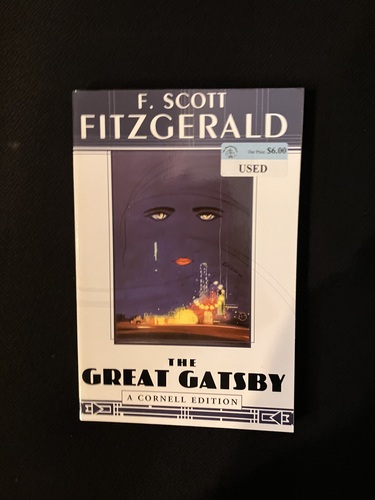 F. SCOTT
FITZGERALD
Our Price: $6.00
USED
THE
GREAT GATSBY
A CORNELL EDITION